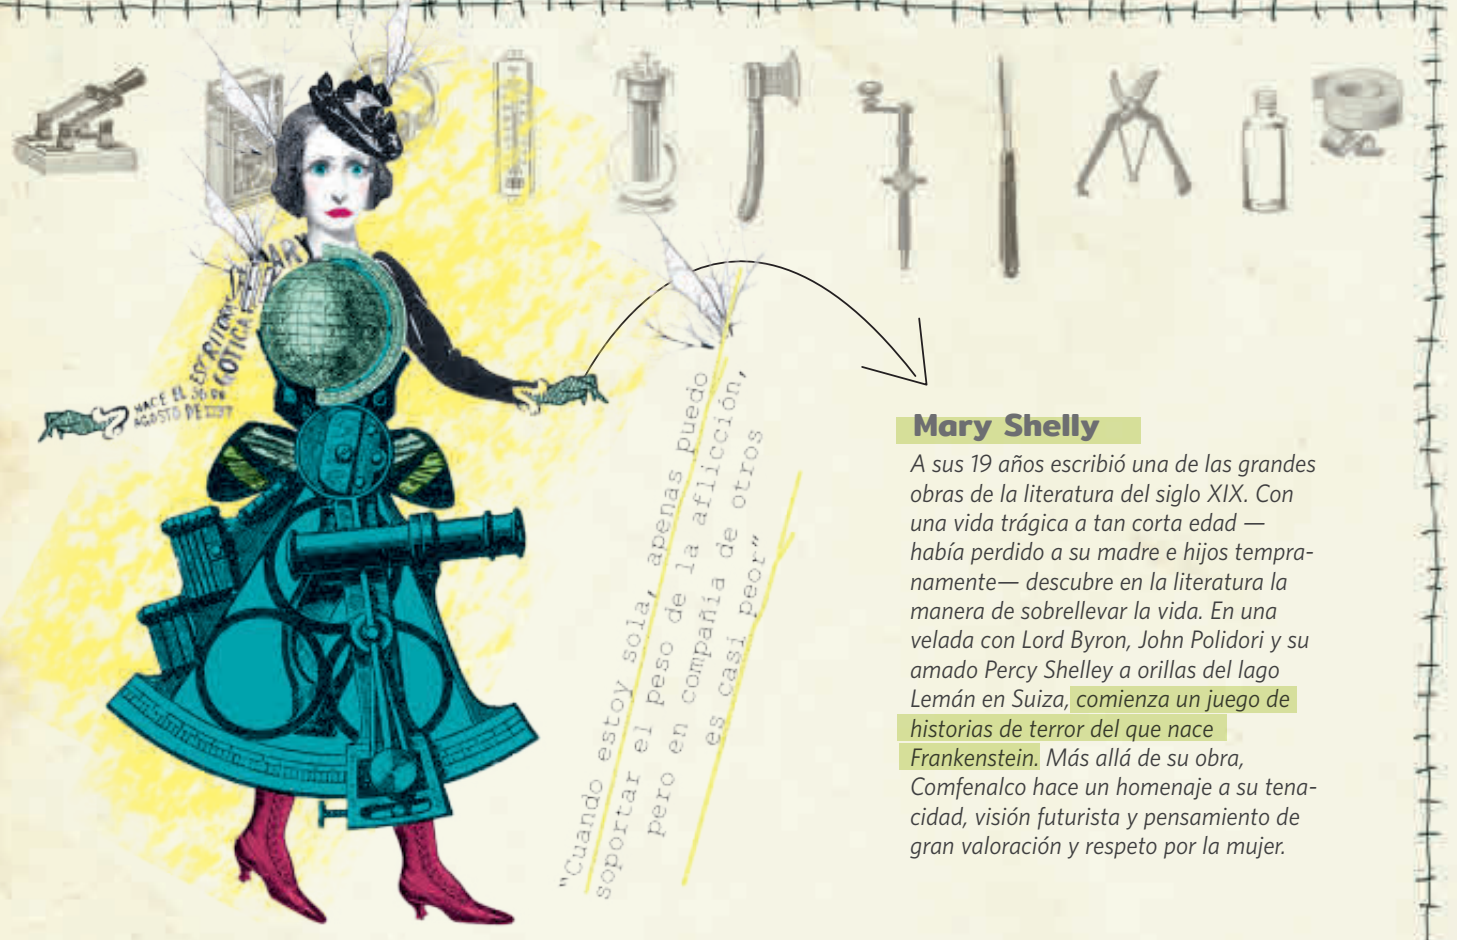 MARY
ESCRITORA
GÓTICA
NACE EL 30 DE
AGOSTO DE 1797
"Cuando estoy sola, apenas puedo
soportar el peso de la aflicción,
pero en compañía de otros
es casi peor"
Mary Shelly
A sus 19 años escribió una de las grandes
obras de la literatura del siglo XIX. Con
una vida trágica a tan corta edad —
había perdido a su madre e hijos tempra-
namente— descubre en la literatura la
manera de sobrellevar la vida. En una
velada con Lord Byron, John Polidori y su
amado Percy Shelley a orillas del lago
Lemán en Suiza, comienza un juego de
historias de terror del que nace
Frankenstein. Más allá de su obra,
Comfenalco hace un homenaje a su tena-
cidad, visión futurista y pensamiento de
gran valoración y respeto por la mujer.